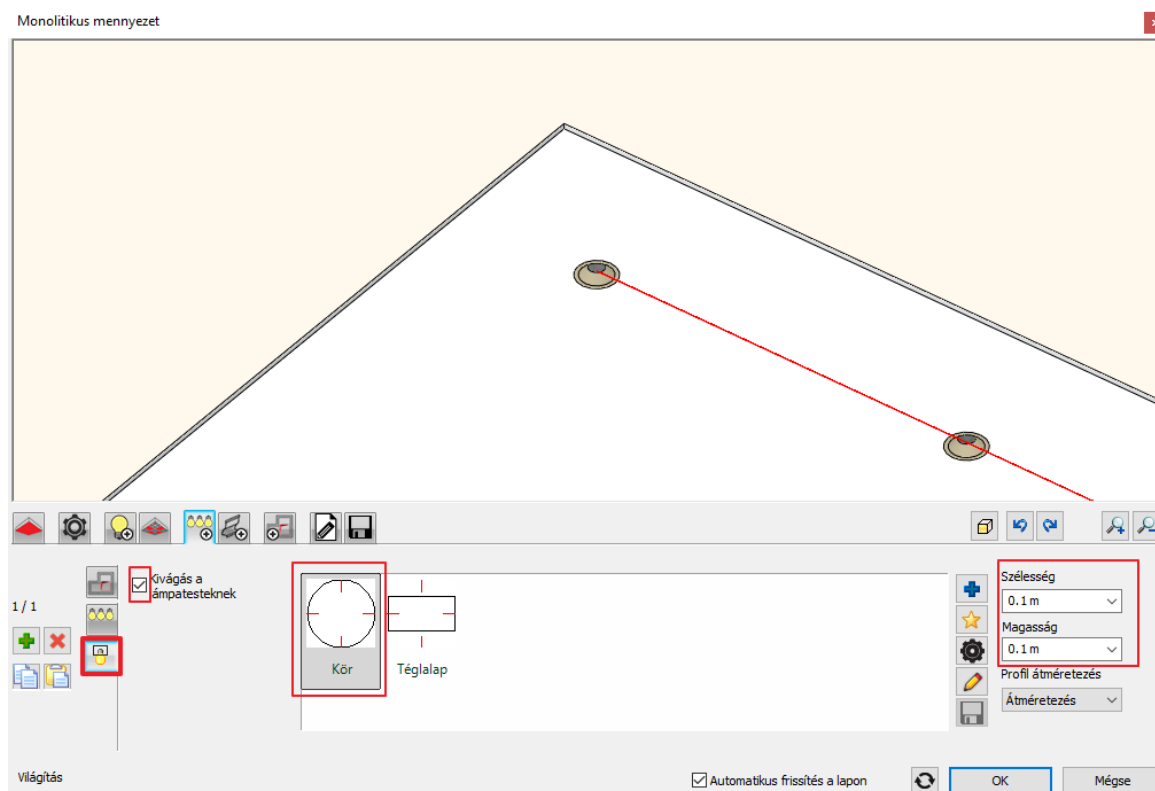 Monolitikus mennyezet
1 / 1
Kivágás a
ámpatesteknek
Kör
Téglalap
Szélesség
0.1 m
Magasság
0.1 m
Profil átméretezés
Átméretezés
Világítás
Automatikus frissítés a lapon
OK
Mégse